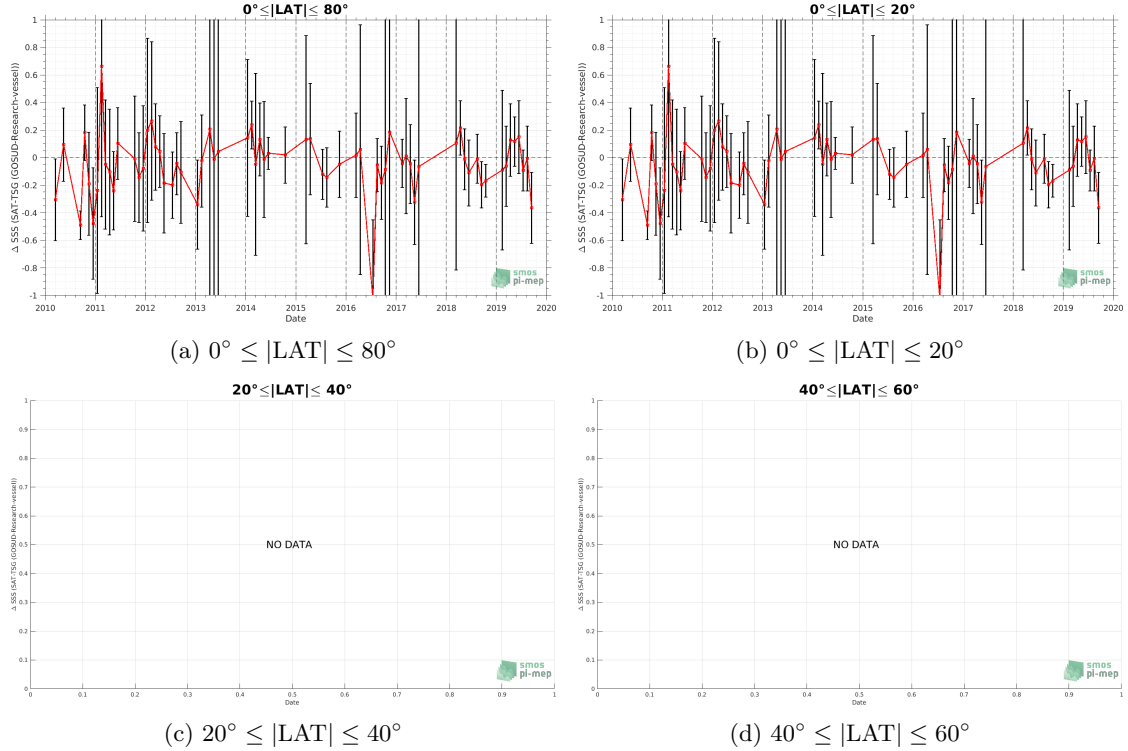 0°≤|LAT|≤ 80°
Δ SSS (SAT-TSG (GOSUD-Research-vessel))
1
0.8
0.6
0.4
0.2
0
-0.2
-0.4
-0.6
-0.8
-1
2010 2011 2012 2013 2014 2015 2016 2017 2018 2019 2020
Date
smos
pi-mep
(a) 0° ≤ |LAT| ≤ 80°
0°≤|LAT|≤ 20°
Δ SSS (SAT-TSG (GOSUD-Research-vessel))
1
0.8
0.6
0.4
0.2
0
-0.2
-0.4
-0.6
-0.8
-1
2010 2011 2012 2013 2014 2015 2016 2017 2018 2019 2020
Date
smos
pi-mep
(b) 0° ≤ |LAT| ≤ 20°
20°≤|LAT|≤ 40°
Δ SSS (SAT-TSG (GOSUD-Research-vessel))
1
0.9
0.8
0.7
0.6
0.5
0.4
0.3
0.2
0.1
0
NO DATA
0 0.1 0.2 0.3 0.4 0.5 0.6 0.7 0.8 0.9 1
Date
smos
pi-mep
(c) 20° ≤ |LAT| ≤ 40°
40°≤|LAT|≤ 60°
Δ SSS (SAT-TSG (GOSUD-Research-vessel))
1
0.9
0.8
0.7
0.6
0.5
0.4
0.3
0.2
0.1
0
NO DATA
0 0.1 0.2 0.3 0.4 0.5 0.6 0.7 0.8 0.9 1
Date
smos
pi-mep
(d) 40° ≤ |LAT| ≤ 60°